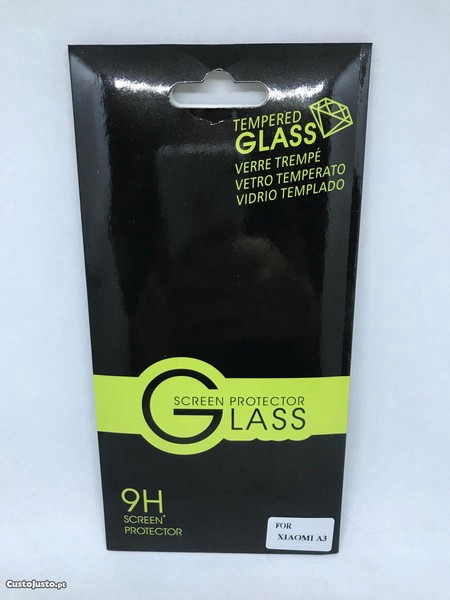 TEMPERED
GLASS
VERRE TREMPÉ
VETRO TEMPERATO
VIDRIO TEMPLADO
SCREEN PROTECTOR
GLASS
9H
SCREEN
PROTECTOR
FOR
XIAOMI A3
CustoJusto.pt